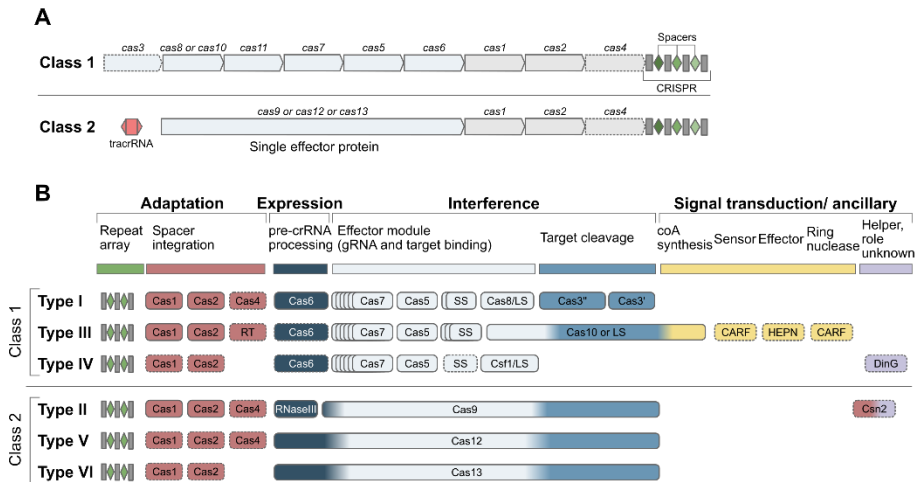 A
cas3 cas8 or cas10 cas11 cas7 cas5 cas6 cas1 cas2 cas4 Spacers
Class 1
CRISPR
cas9 or cas12 or cas13 cas1 cas2 cas4
Class 2
tracrRNA
Single effector protein
B
Adaptation Expression Interference Signal transduction/ ancillary
Repeat array
Spacer integration
pre-crRNA processing
Effector module (gRNA and target binding)
Target cleavage
coA synthesis
Sensor
Effector
Ring nuclease
Helper, role unknown
Class 1
Type I Cas1 Cas2 Cas4 Cas6 Cas7 Cas5 SS Cas8/LS Cas3" Cas3'
Type III Cas1 Cas2 RT Cas6 Cas7 Cas5 SS Cas10 or LS CARF HEPN CARF
Type IV Cas1 Cas2 Cas6 Cas7 Cas5 SS Csf1/LS DinG
Class 2
Type II Cas1 Cas2 Cas4 RNaseIII Cas9 Csn2
Type V Cas1 Cas2 Cas4 Cas12
Type VI Cas1 Cas2 Cas13